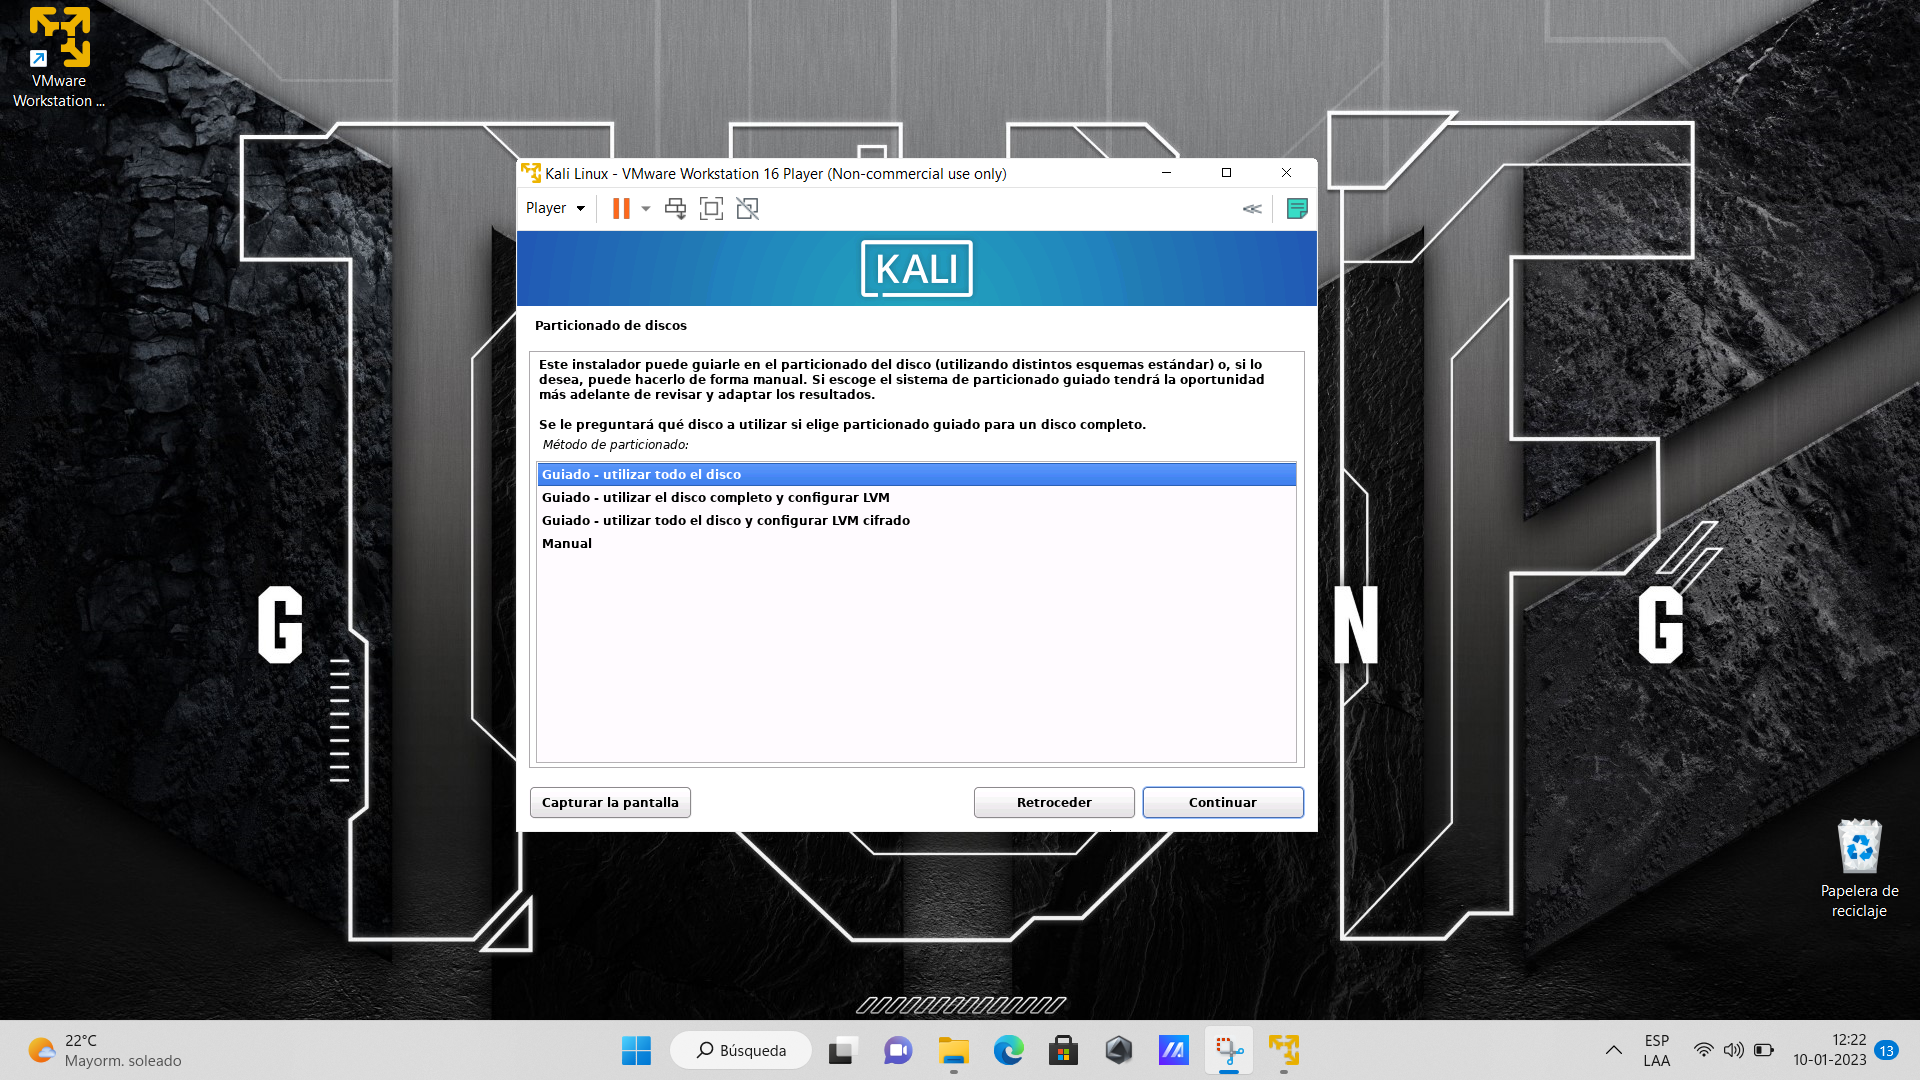 VMware
Workstation ...
Kali Linux - VMware Workstation 16 Player (Non-commercial use only)
Player
KALI
Particionado de discos
Este instalador puede guiarle en el particionado del disco (utilizando distintos esquemas estándar) o, si lo
desea, puede hacerlo de forma manual. Si escoge el sistema de particionado guiado tendrá la oportunidad
más adelante de revisar y adaptar los resultados.
Se le preguntará qué disco a utilizar si elige particionado guiado para un disco completo.
Método de particionado:
Guiado - utilizar todo el disco
Guiado - utilizar el disco completo y configurar LVM
Guiado - utilizar todo el disco y configurar LVM cifrado
Manual
G
N
G
Capturar la pantalla
Retroceder
Continuar
Papelera de
reciclaje
22°C
Mayorm. soleado
Búsqueda
ESP
LAA
12:22
10-01-2023
13